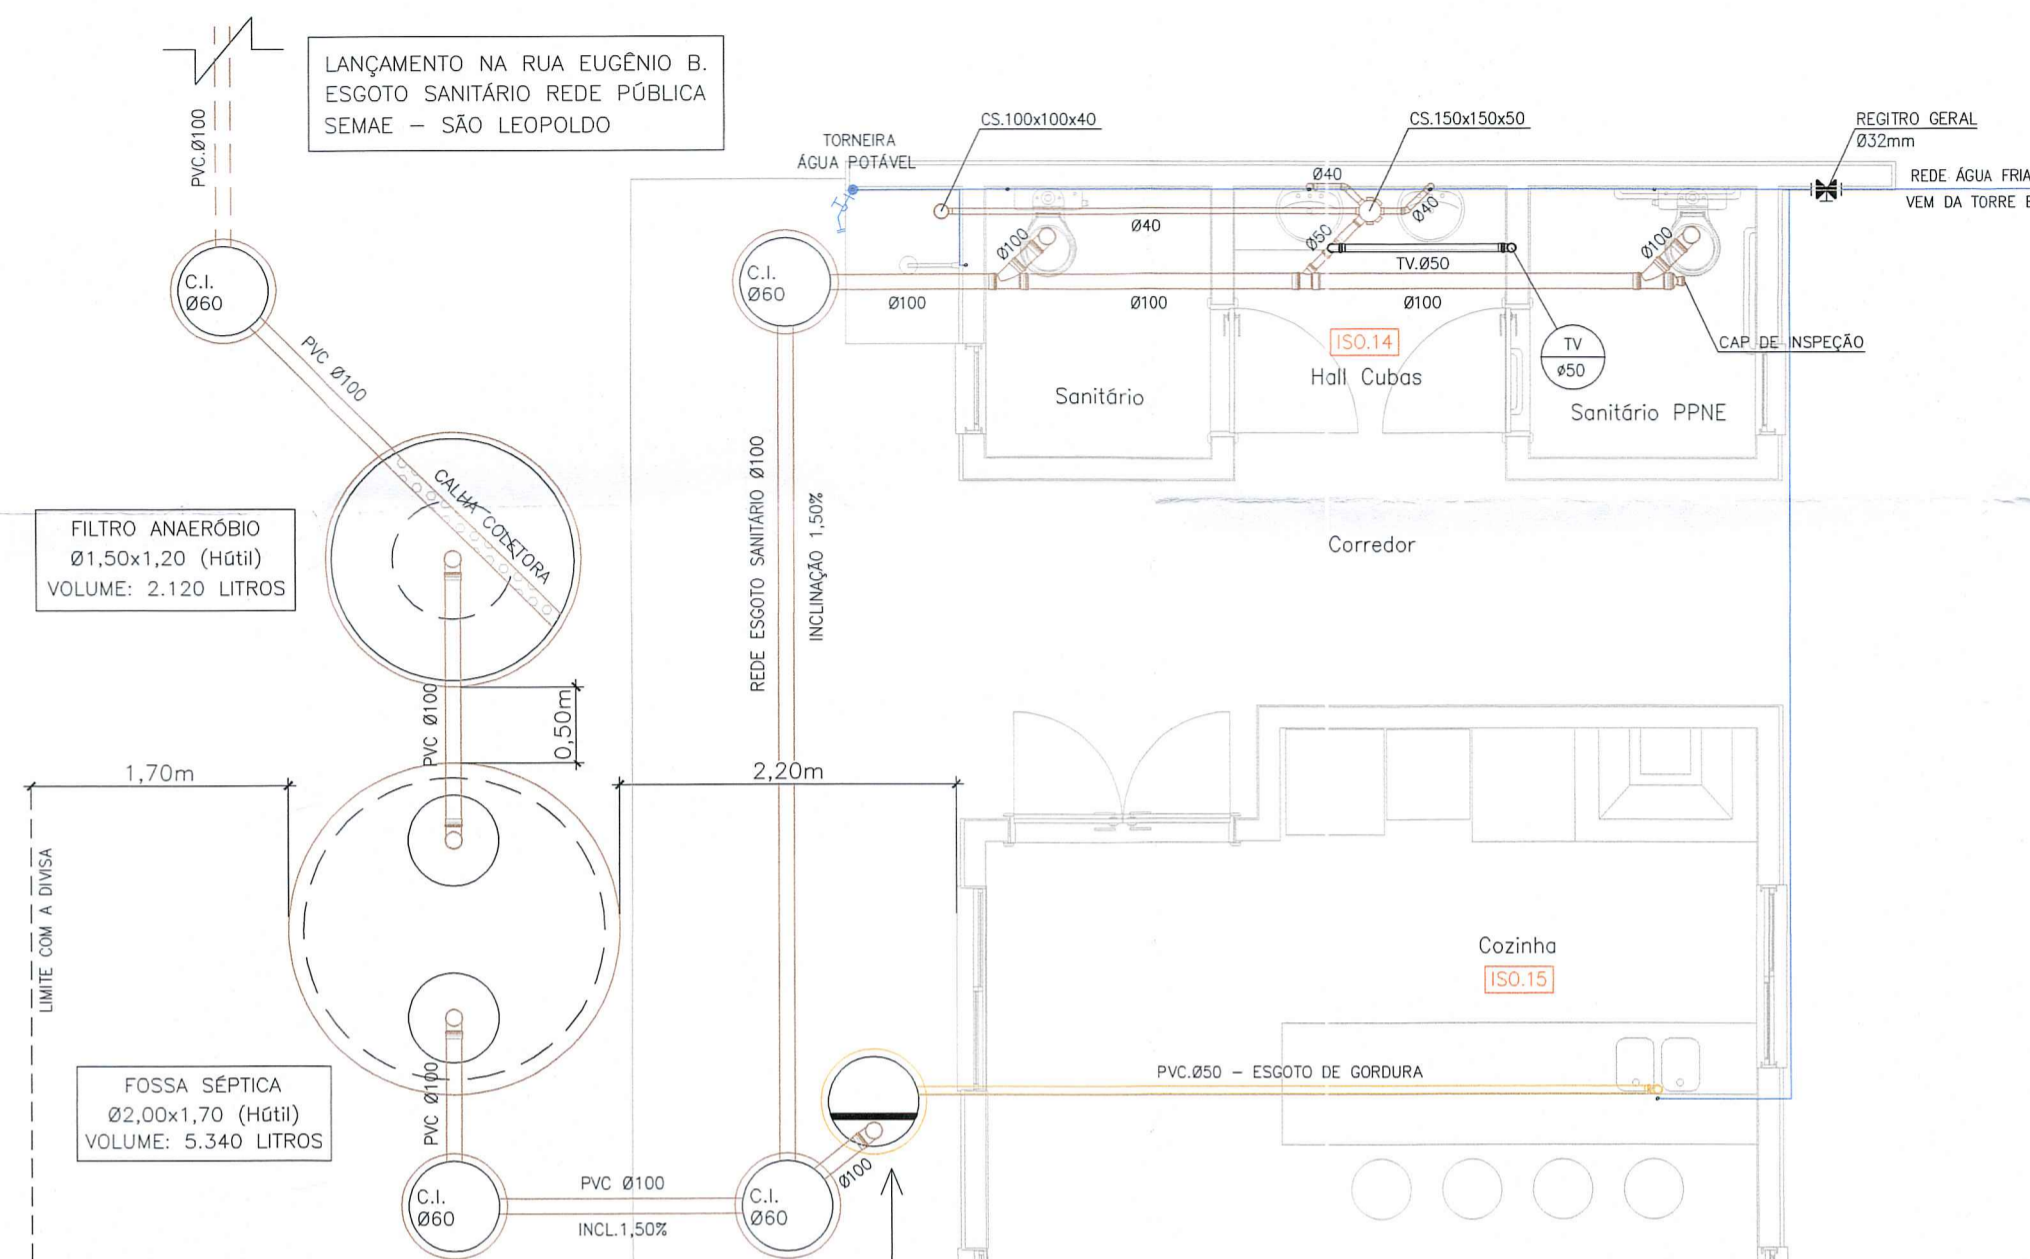 LANÇAMENTO NA RUA EUGÊNIO B.
ESGOTO SANITÁRIO REDE PÚBLICA
SEMAE – SÃO LEOPOLDO
PVC.Ø100
TORNEIRA
ÁGUA POTÁVEL
CS.100x100x40
CS.150x150x50
REGITRO GERAL
Ø32mm
REDE ÁGUA FRIA
VEM DA TORRE
Ø40
Ø40
Ø40
Ø100
Ø50
Ø100
TV.Ø50
C.I.
Ø60
C.I.
Ø60
Ø100
Ø100
Ø100
PVC Ø100
ISO.14
Hall Cubas
TV
Ø50
CAP DE INSPEÇÃO
Sanitário
Sanitário PPNE
CALHA COLETORA
FILTRO ANAERÓBIO
Ø1,50x1,20 (Hútil)
VOLUME: 2.120 LITROS
REDE ESGOTO SANITÁRIO Ø100
INCLINAÇÃO 1,50%
Corredor
PVC Ø100
0,50m
1,70m
2,20m
LIMITE COM A DIVISA
Cozinha
ISO.15
FOSSA SÉPTICA
Ø2,00x1,70 (Hútil)
VOLUME: 5.340 LITROS
PVC Ø100
PVC.Ø50 – ESGOTO DE GORDURA
Ø100
C.I.
Ø60
PVC Ø100
INCL.1,50%
C.I.
Ø60